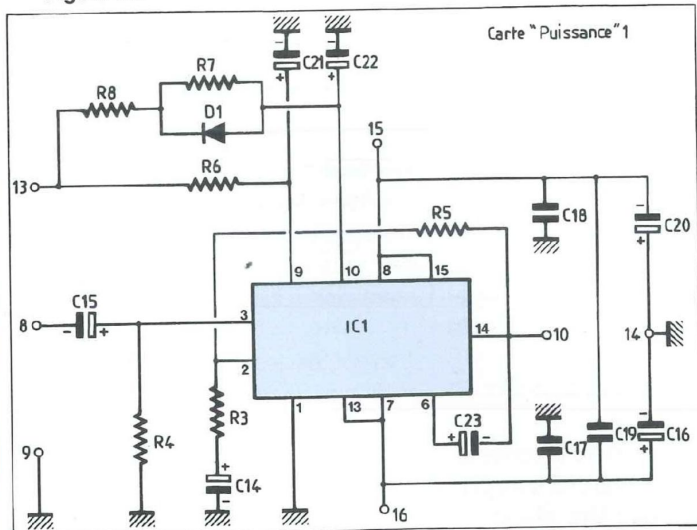 Carte "Puissance" 1
C21
C22
R7
R8
D1
15
13
R6
R5
C18
C20
9
10
8
15
C15
8
3
IC1
14
10
14
2
1
13
7
6
R3
R4
C23
C17
C19
C16
9
C14
16